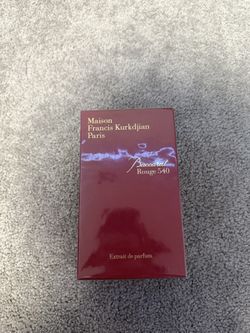 Maison
Francis Kurkdjian
Paris
Baccarat
Rouge 540
Extrait de parfum